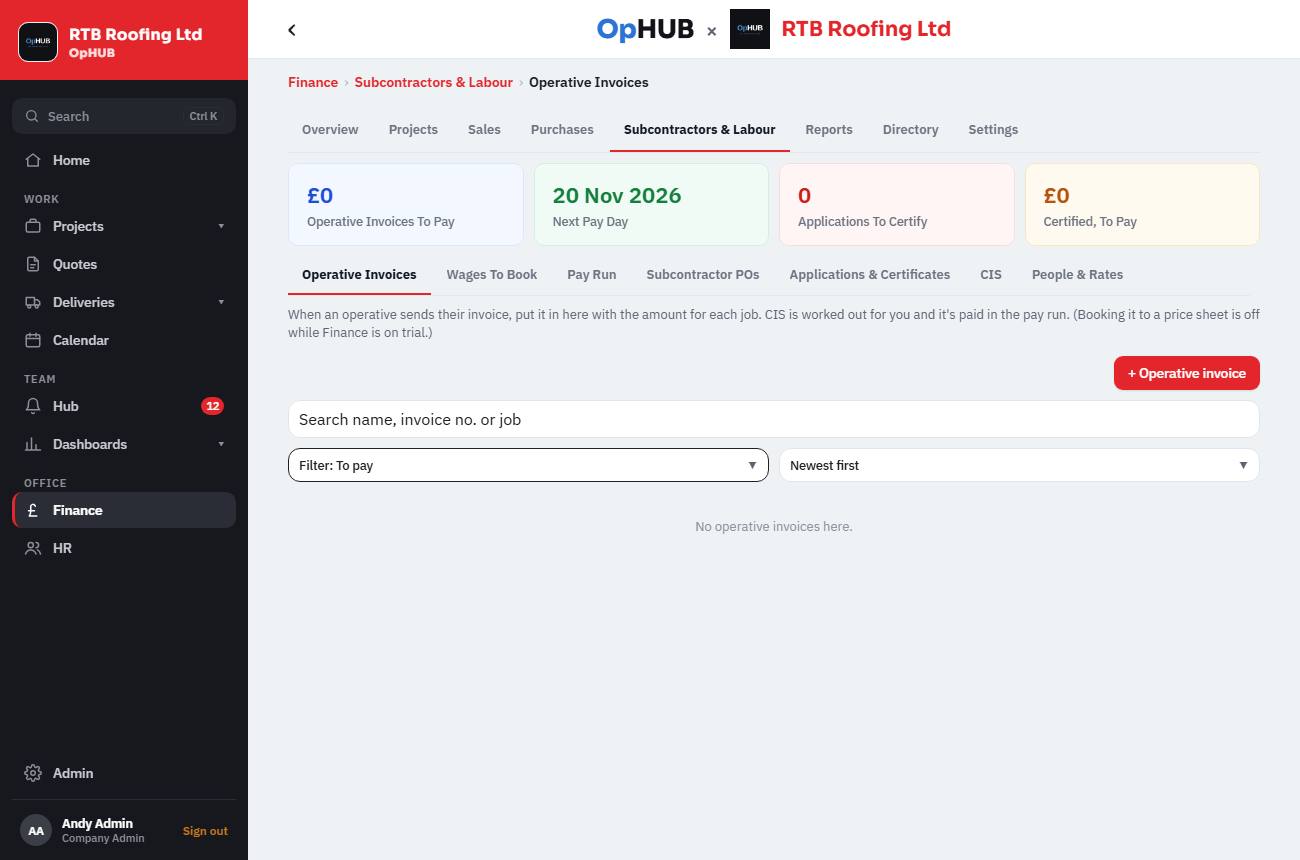 OpHUB
RTB Roofing Ltd
OpHUB
Search
Ctrl K
Home
WORK
Projects
Quotes
Deliveries
Calendar
TEAM
Hub
12
Dashboards
OFFICE
£ Finance
HR
Admin
AA
Andy Admin
Company Admin
Sign out
OpHUB × OpHUB RTB Roofing Ltd
Finance › Subcontractors & Labour › Operative Invoices
Overview Projects Sales Purchases Subcontractors & Labour Reports Directory Settings
£0
Operative Invoices To Pay
20 Nov 2026
Next Pay Day
0
Applications To Certify
£0
Certified, To Pay
Operative Invoices Wages To Book Pay Run Subcontractor POs Applications & Certificates CIS People & Rates
When an operative sends their invoice, put it in here with the amount for each job. CIS is worked out for you and it's paid in the pay run. (Booking it to a price sheet is off
while Finance is on trial.)
+ Operative invoice
Search name, invoice no. or job
Filter: To pay
Newest first
No operative invoices here.